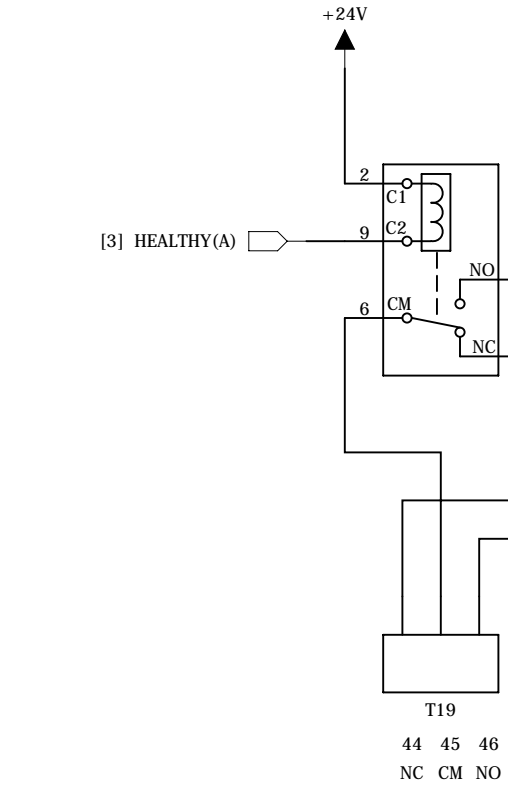 +24V
2
C1
[3] HEALTHY(A)
9
C2
NO
6
CM
NC
T19
44 45 46
NC CM NO